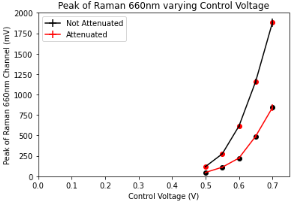 Peak of Raman 660nm varying Control Voltage
Not Attenuated
Attenuated
Peak of Raman 660nm Channel (mV)
2000
1750
1500
1250
1000
750
500
250
0
0.0 0.1 0.2 0.3 0.4 0.5 0.6 0.7
Control Voltage (V)